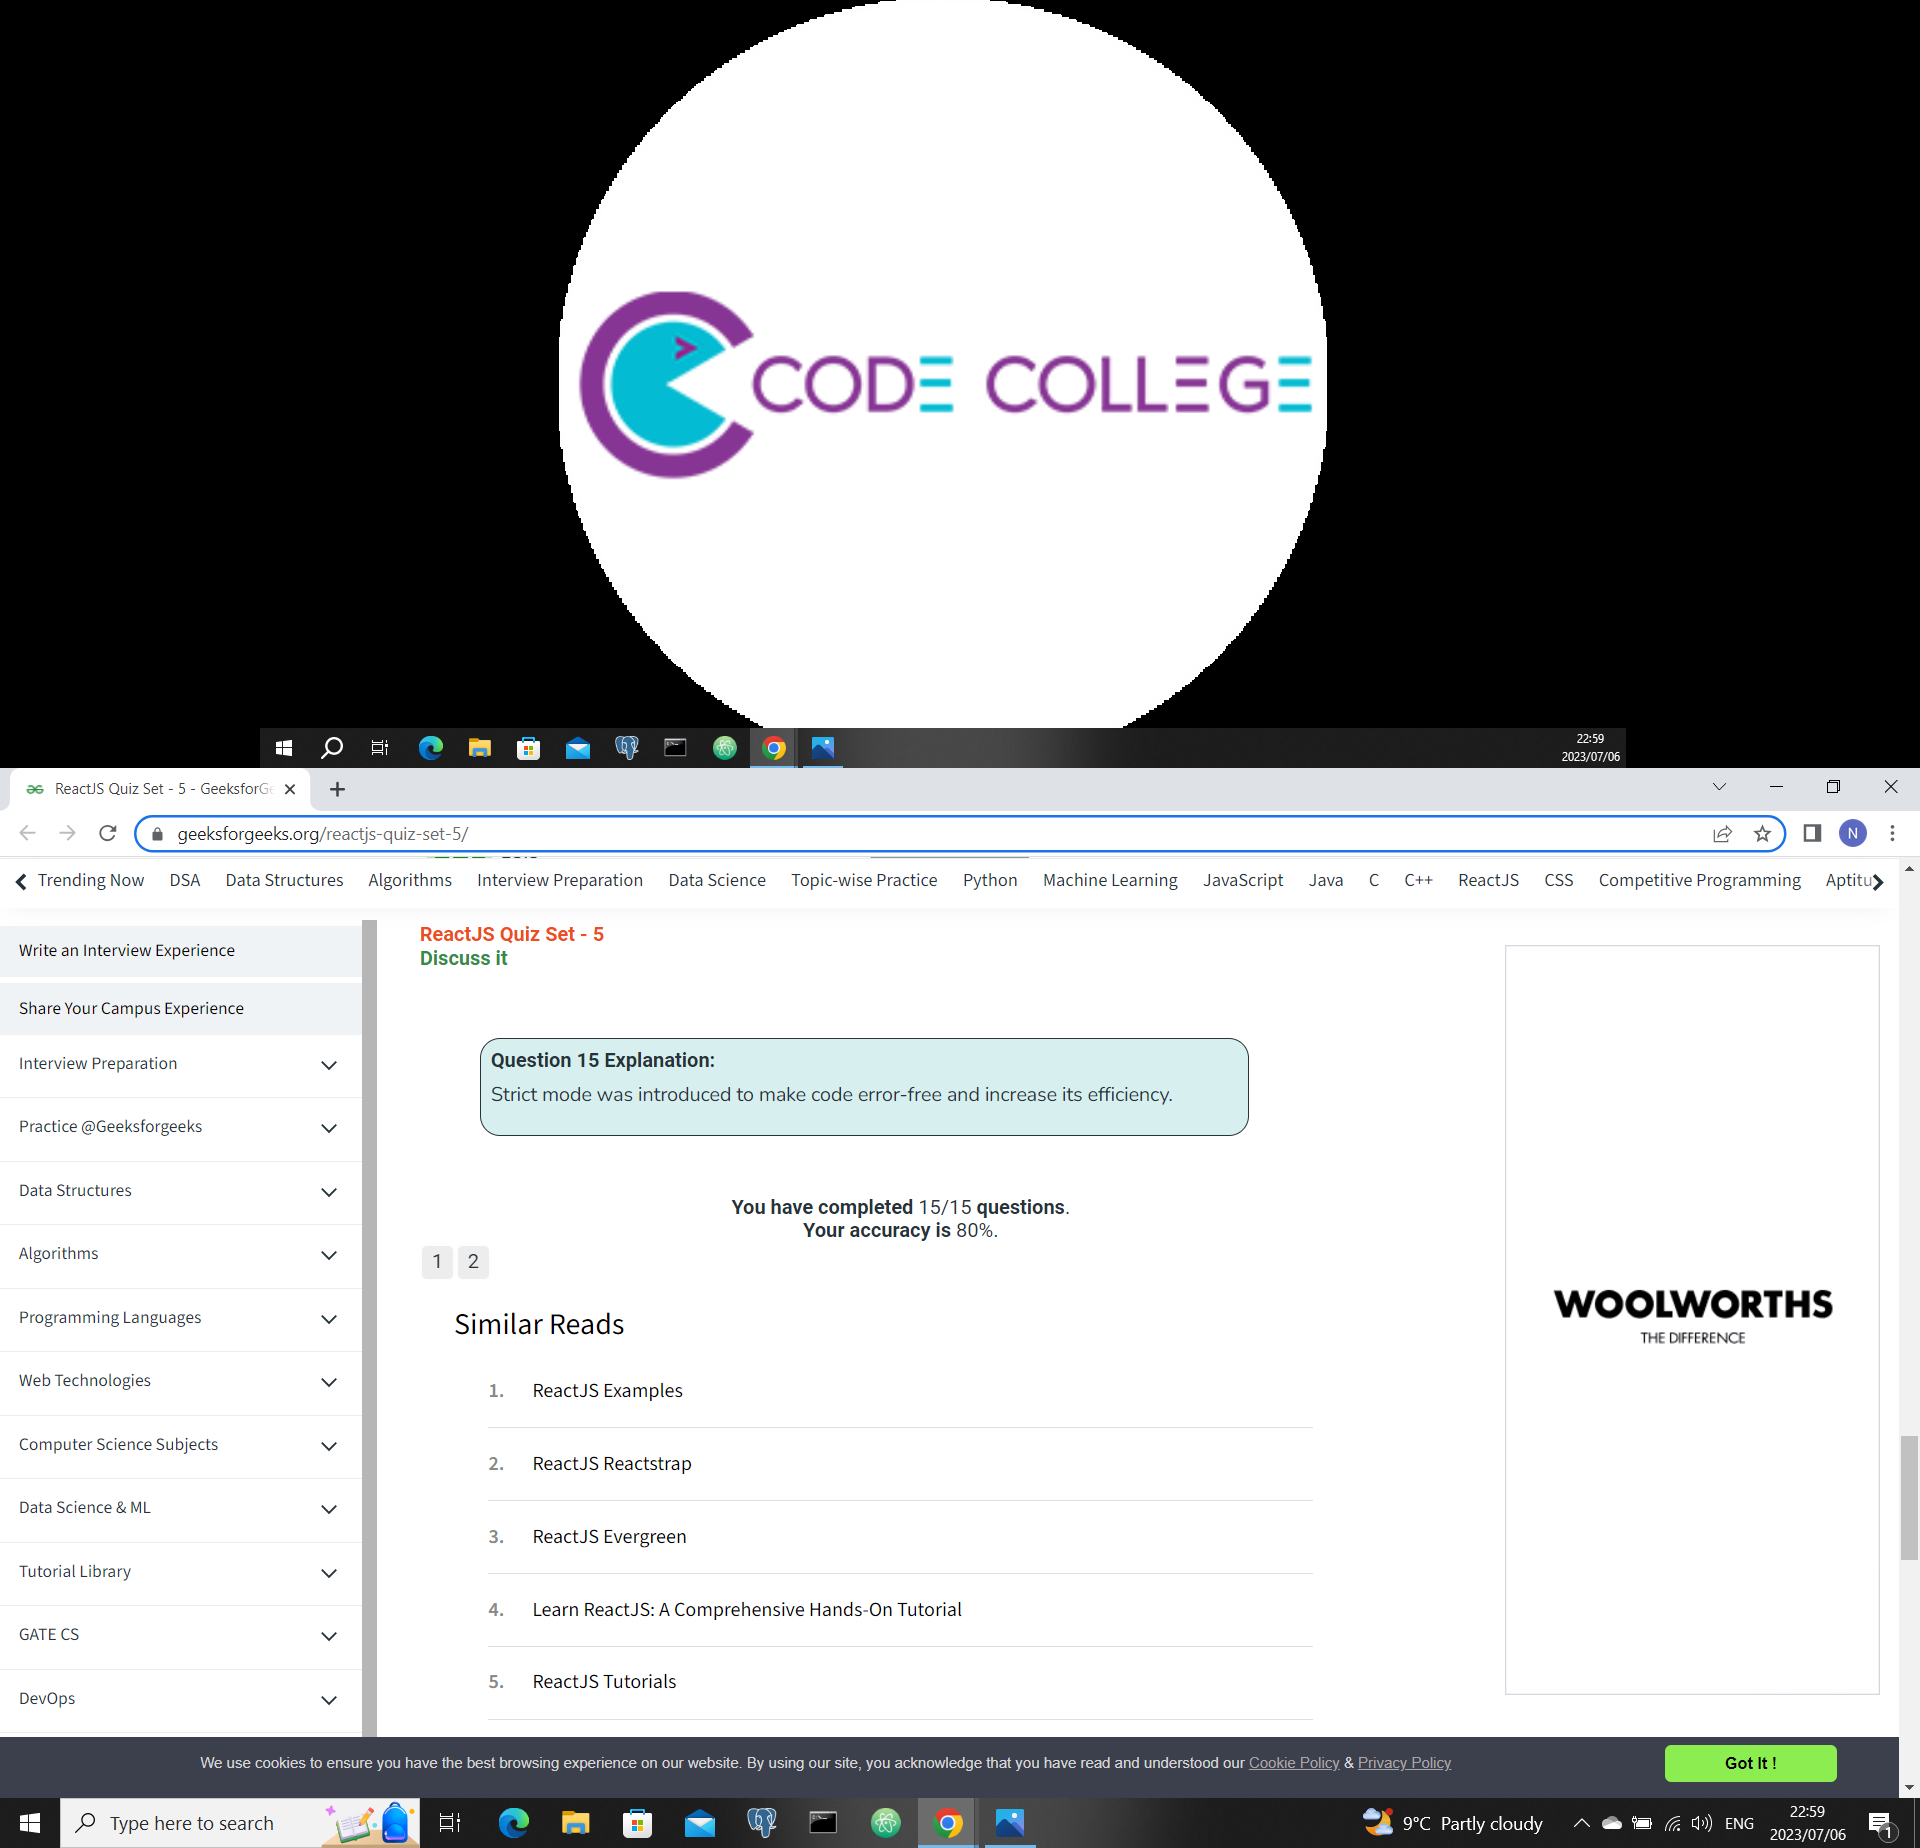 CODE COLLEGE
22:59
2023/07/06
ReactJS Quiz Set - 5 - GeeksforGe
geeksforgeeks.org/reactjs-quiz-set-5/
N
Trending Now DSA Data Structures Algorithms Interview Preparation Data Science Topic-wise Practice Python Machine Learning JavaScript Java C C++ ReactJS CSS Competitive Programming Aptitu
Write an Interview Experience
Share Your Campus Experience
Interview Preparation
Practice @Geeksforgeeks
Data Structures
Algorithms
Programming Languages
Web Technologies
Computer Science Subjects
Data Science & ML
Tutorial Library
GATE CS
DevOps
ReactJS Quiz Set - 5
Discuss it
Question 15 Explanation:
Strict mode was introduced to make code error-free and increase its efficiency.
You have completed 15/15 questions.
Your accuracy is 80%.
1 2
Similar Reads
1. ReactJS Examples
2. ReactJS Reactstrap
3. ReactJS Evergreen
4. Learn ReactJS: A Comprehensive Hands-On Tutorial
5. ReactJS Tutorials
WOOLWORTHS
THE DIFFERENCE
We use cookies to ensure you have the best browsing experience on our website. By using our site, you acknowledge that you have read and understood our Cookie Policy & Privacy Policy
Got It !
Type here to search
9°C Partly cloudy
ENG
22:59
2023/07/06
1